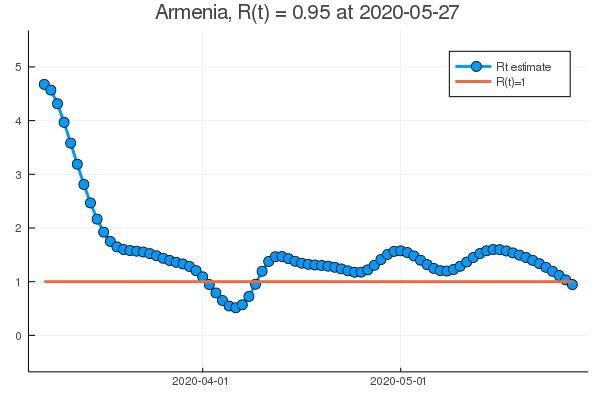 Armenia, R(t) = 0.95 at 2020-05-27
Rt estimate
R(t)=1
5
4
3
2
1
0
2020-04-01
2020-05-01